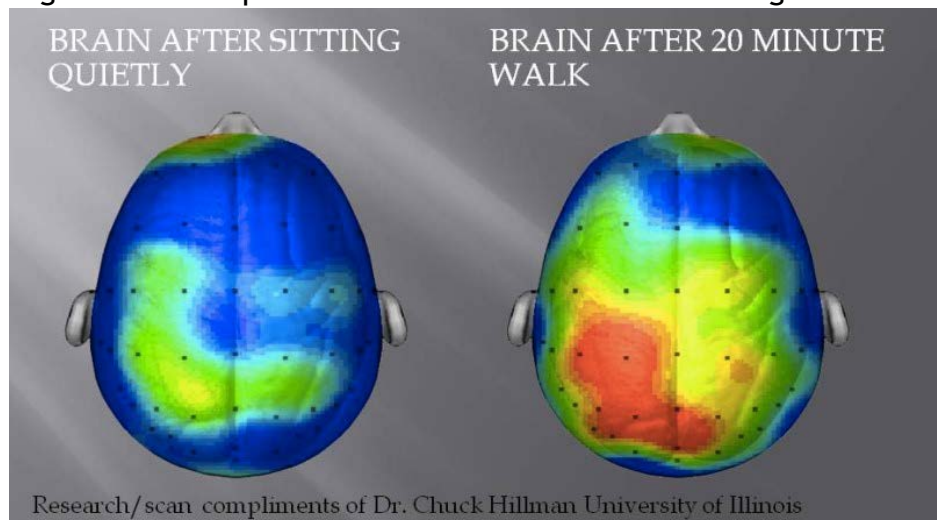 BRAIN AFTER SITTING
QUIETLY
BRAIN AFTER 20 MINUTE
WALK
Research/scan compliments of Dr. Chuck Hillman University of Illinois